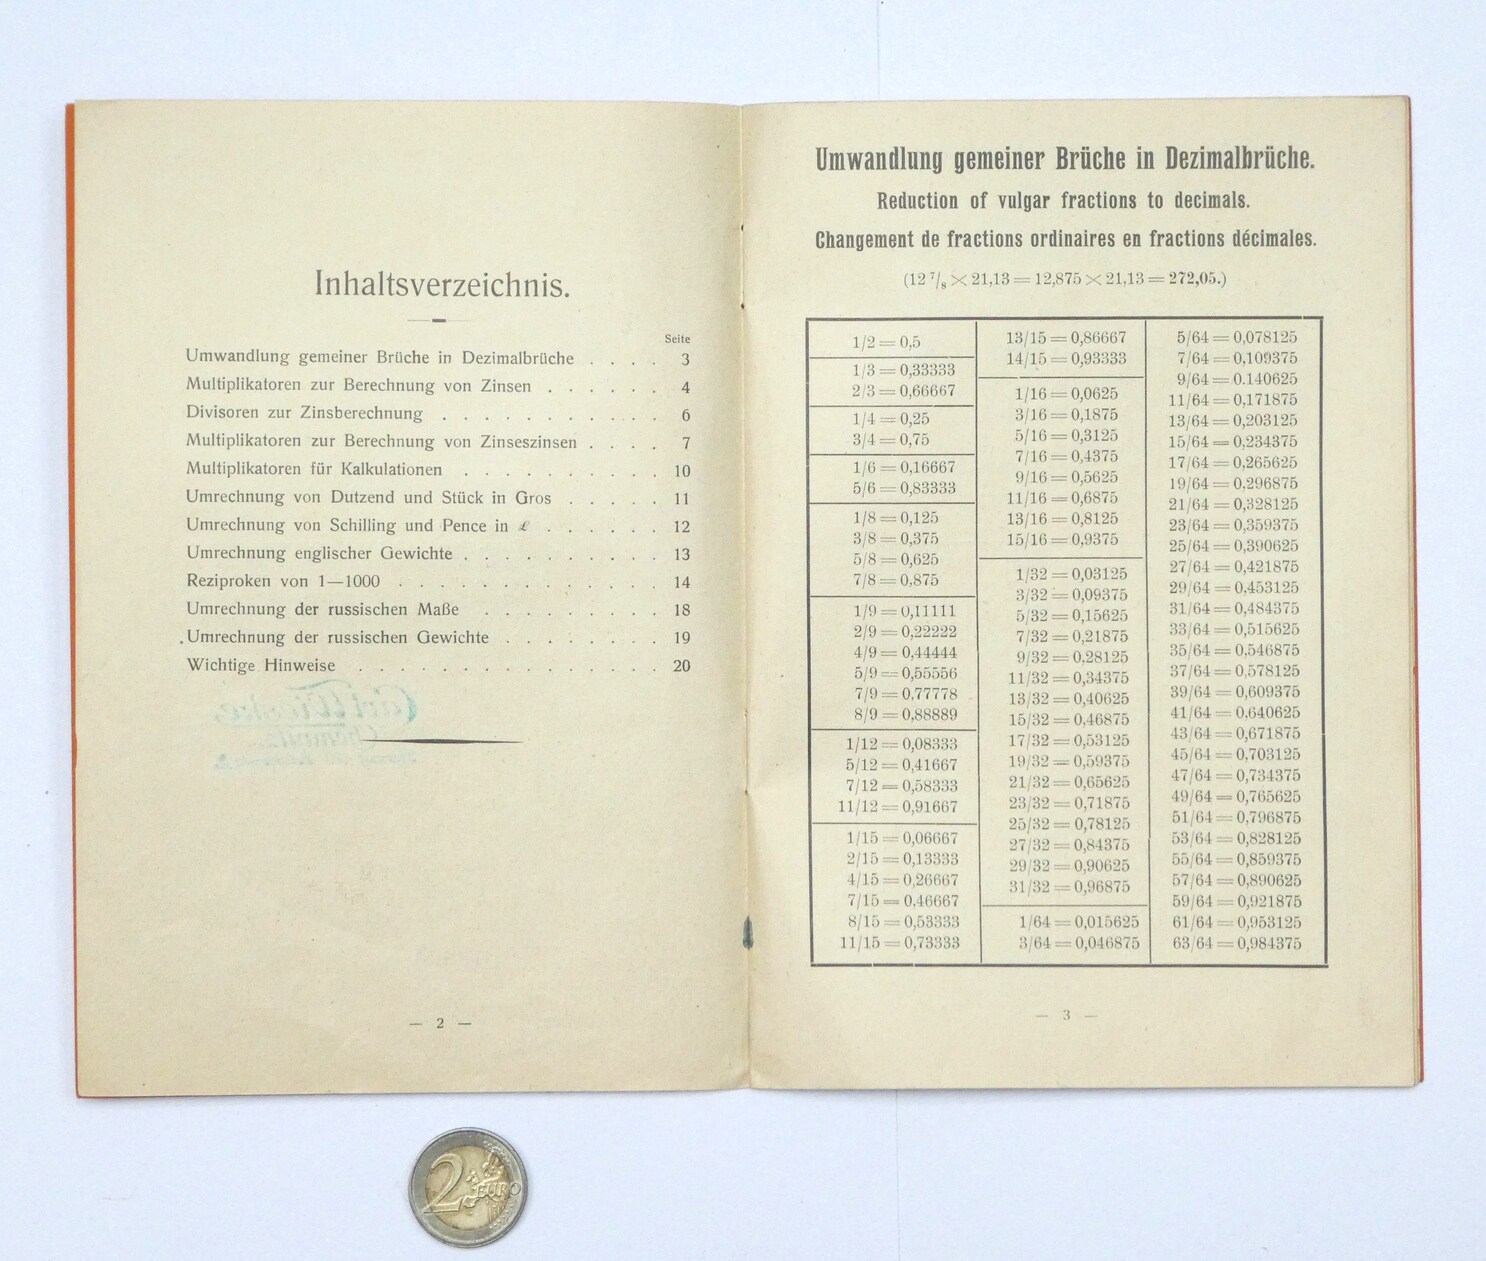 Inhaltsverzeichnis.
Seite
Umwandlung gemeiner Brüche in Dezimalbrüche . . . . 3
Multiplikatoren zur Berechnung von Zinsen . . . . . . 4
Divisoren zur Zinsberechnung . . . . . . . . . . . 6
Multiplikatoren zur Berechnung von Zinseszinsen . . . . 7
Multiplikatoren für Kalkulationen . . . . . . . . . . 10
Umrechnung von Dutzend und Stück in Gros . . . . . 11
Umrechnung von Schilling und Pence in £ . . . . . . 12
Umrechnung englischer Gewichte . . . . . . . . . . 13
Reziproken von 1—1000 . . . . . . . . . . . . . 14
Umrechnung der russischen Maße . . . . . . . . . 18
Umrechnung der russischen Gewichte . . . . . . . . 19
Wichtige Hinweise . . . . . . . . . . . . . . . 20
— 2 —
Umwandlung gemeiner Brüche in Dezimalbrüche.
Reduction of vulgar fractions to decimals.
Changement de fractions ordinaires en fractions décimales.
(12 7/8 × 21,13 = 12,875 × 21,13 = 272,05.)
1/2 = 0,5
1/3 = 0,33333
2/3 = 0,66667
1/4 = 0,25
3/4 = 0,75
1/6 = 0,16667
5/6 = 0,83333
1/8 = 0,125
3/8 = 0,375
5/8 = 0,625
7/8 = 0,875
1/9 = 0,11111
2/9 = 0,22222
4/9 = 0,44444
5/9 = 0,55556
7/9 = 0,77778
8/9 = 0,88889
1/12 = 0,08333
5/12 = 0,41667
7/12 = 0,58333
11/12 = 0,91667
1/15 = 0,06667
2/15 = 0,13333
4/15 = 0,26667
7/15 = 0,46667
8/15 = 0,53333
11/15 = 0,73333
13/15 = 0,86667
14/15 = 0,93333
1/16 = 0,0625
3/16 = 0,1875
5/16 = 0,3125
7/16 = 0,4375
9/16 = 0,5625
11/16 = 0,6875
13/16 = 0,8125
15/16 = 0,9375
1/32 = 0,03125
3/32 = 0,09375
5/32 = 0,15625
7/32 = 0,21875
9/32 = 0,28125
11/32 = 0,34375
13/32 = 0,40625
15/32 = 0,46875
17/32 = 0,53125
19/32 = 0,59375
21/32 = 0,65625
23/32 = 0,71875
25/32 = 0,78125
27/32 = 0,84375
29/32 = 0,90625
31/32 = 0,96875
1/64 = 0,015625
3/64 = 0,046875
5/64 = 0,078125
7/64 = 0,109375
9/64 = 0.140625
11/64 = 0,171875
13/64 = 0,203125
15/64 = 0,234375
17/64 = 0,265625
19/64 = 0,296875
21/64 = 0,328125
23/64 = 0,359375
25/64 = 0,390625
27/64 = 0,421875
29/64 = 0,453125
31/64 = 0,484375
33/64 = 0,515625
35/64 = 0,546875
37/64 = 0,578125
39/64 = 0,609375
41/64 = 0,640625
43/64 = 0,671875
45/64 = 0,703125
47/64 = 0,734375
49/64 = 0,765625
51/64 = 0,796875
53/64 = 0,828125
55/64 = 0,859375
57/64 = 0,890625
59/64 = 0,921875
61/64 = 0,953125
63/64 = 0,984375
— 3 —
2 EURO